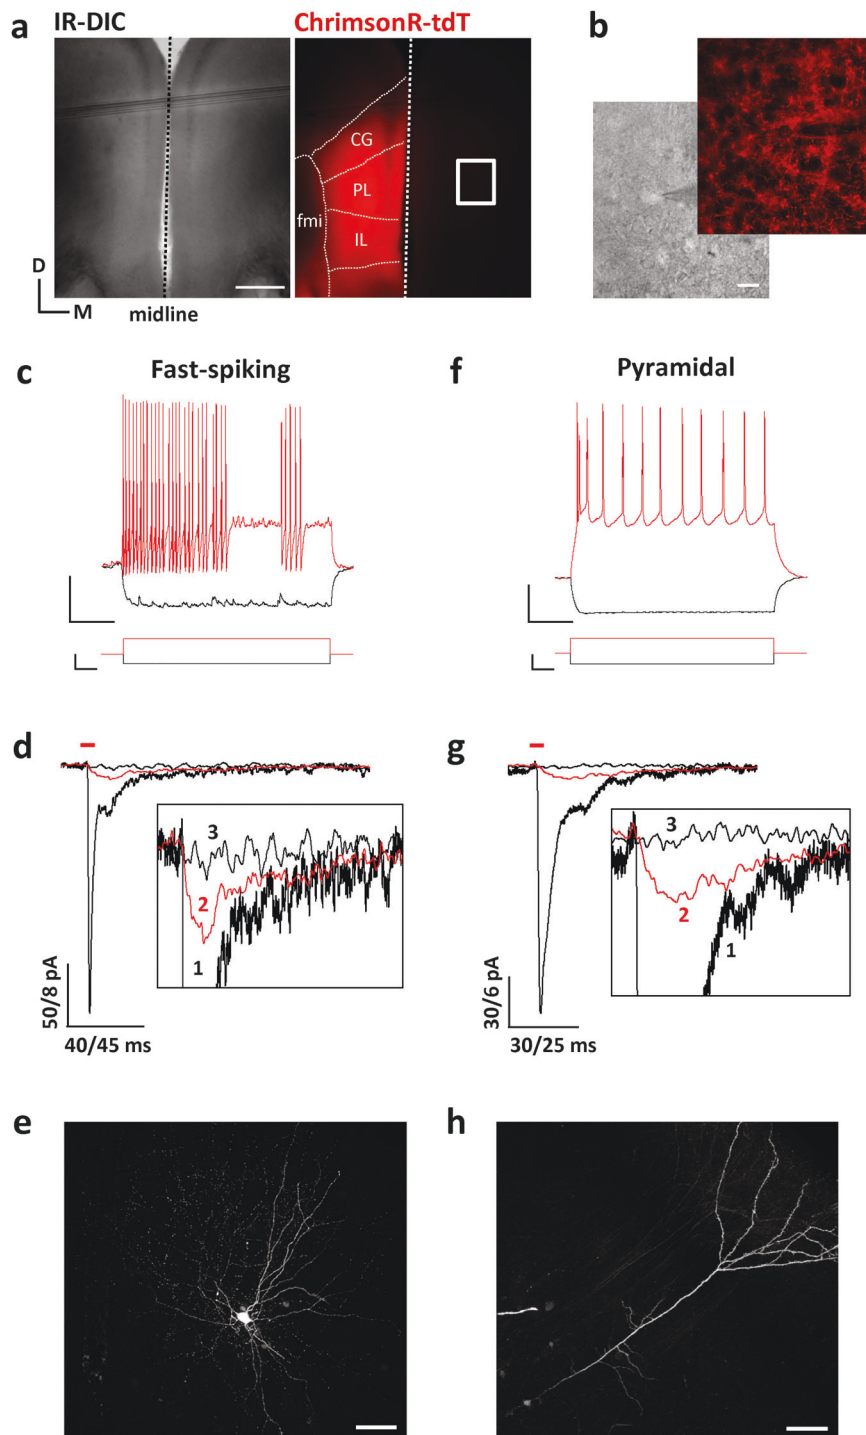 a
IR-DIC
ChrimsonR-tdT
b
CG
PL
IL
fmi
D
M
midline
c
Fast-spiking
f
Pyramidal
d
3
2
1
50/8 pA
40/45 ms
g
3
2
1
30/6 pA
30/25 ms
e
h